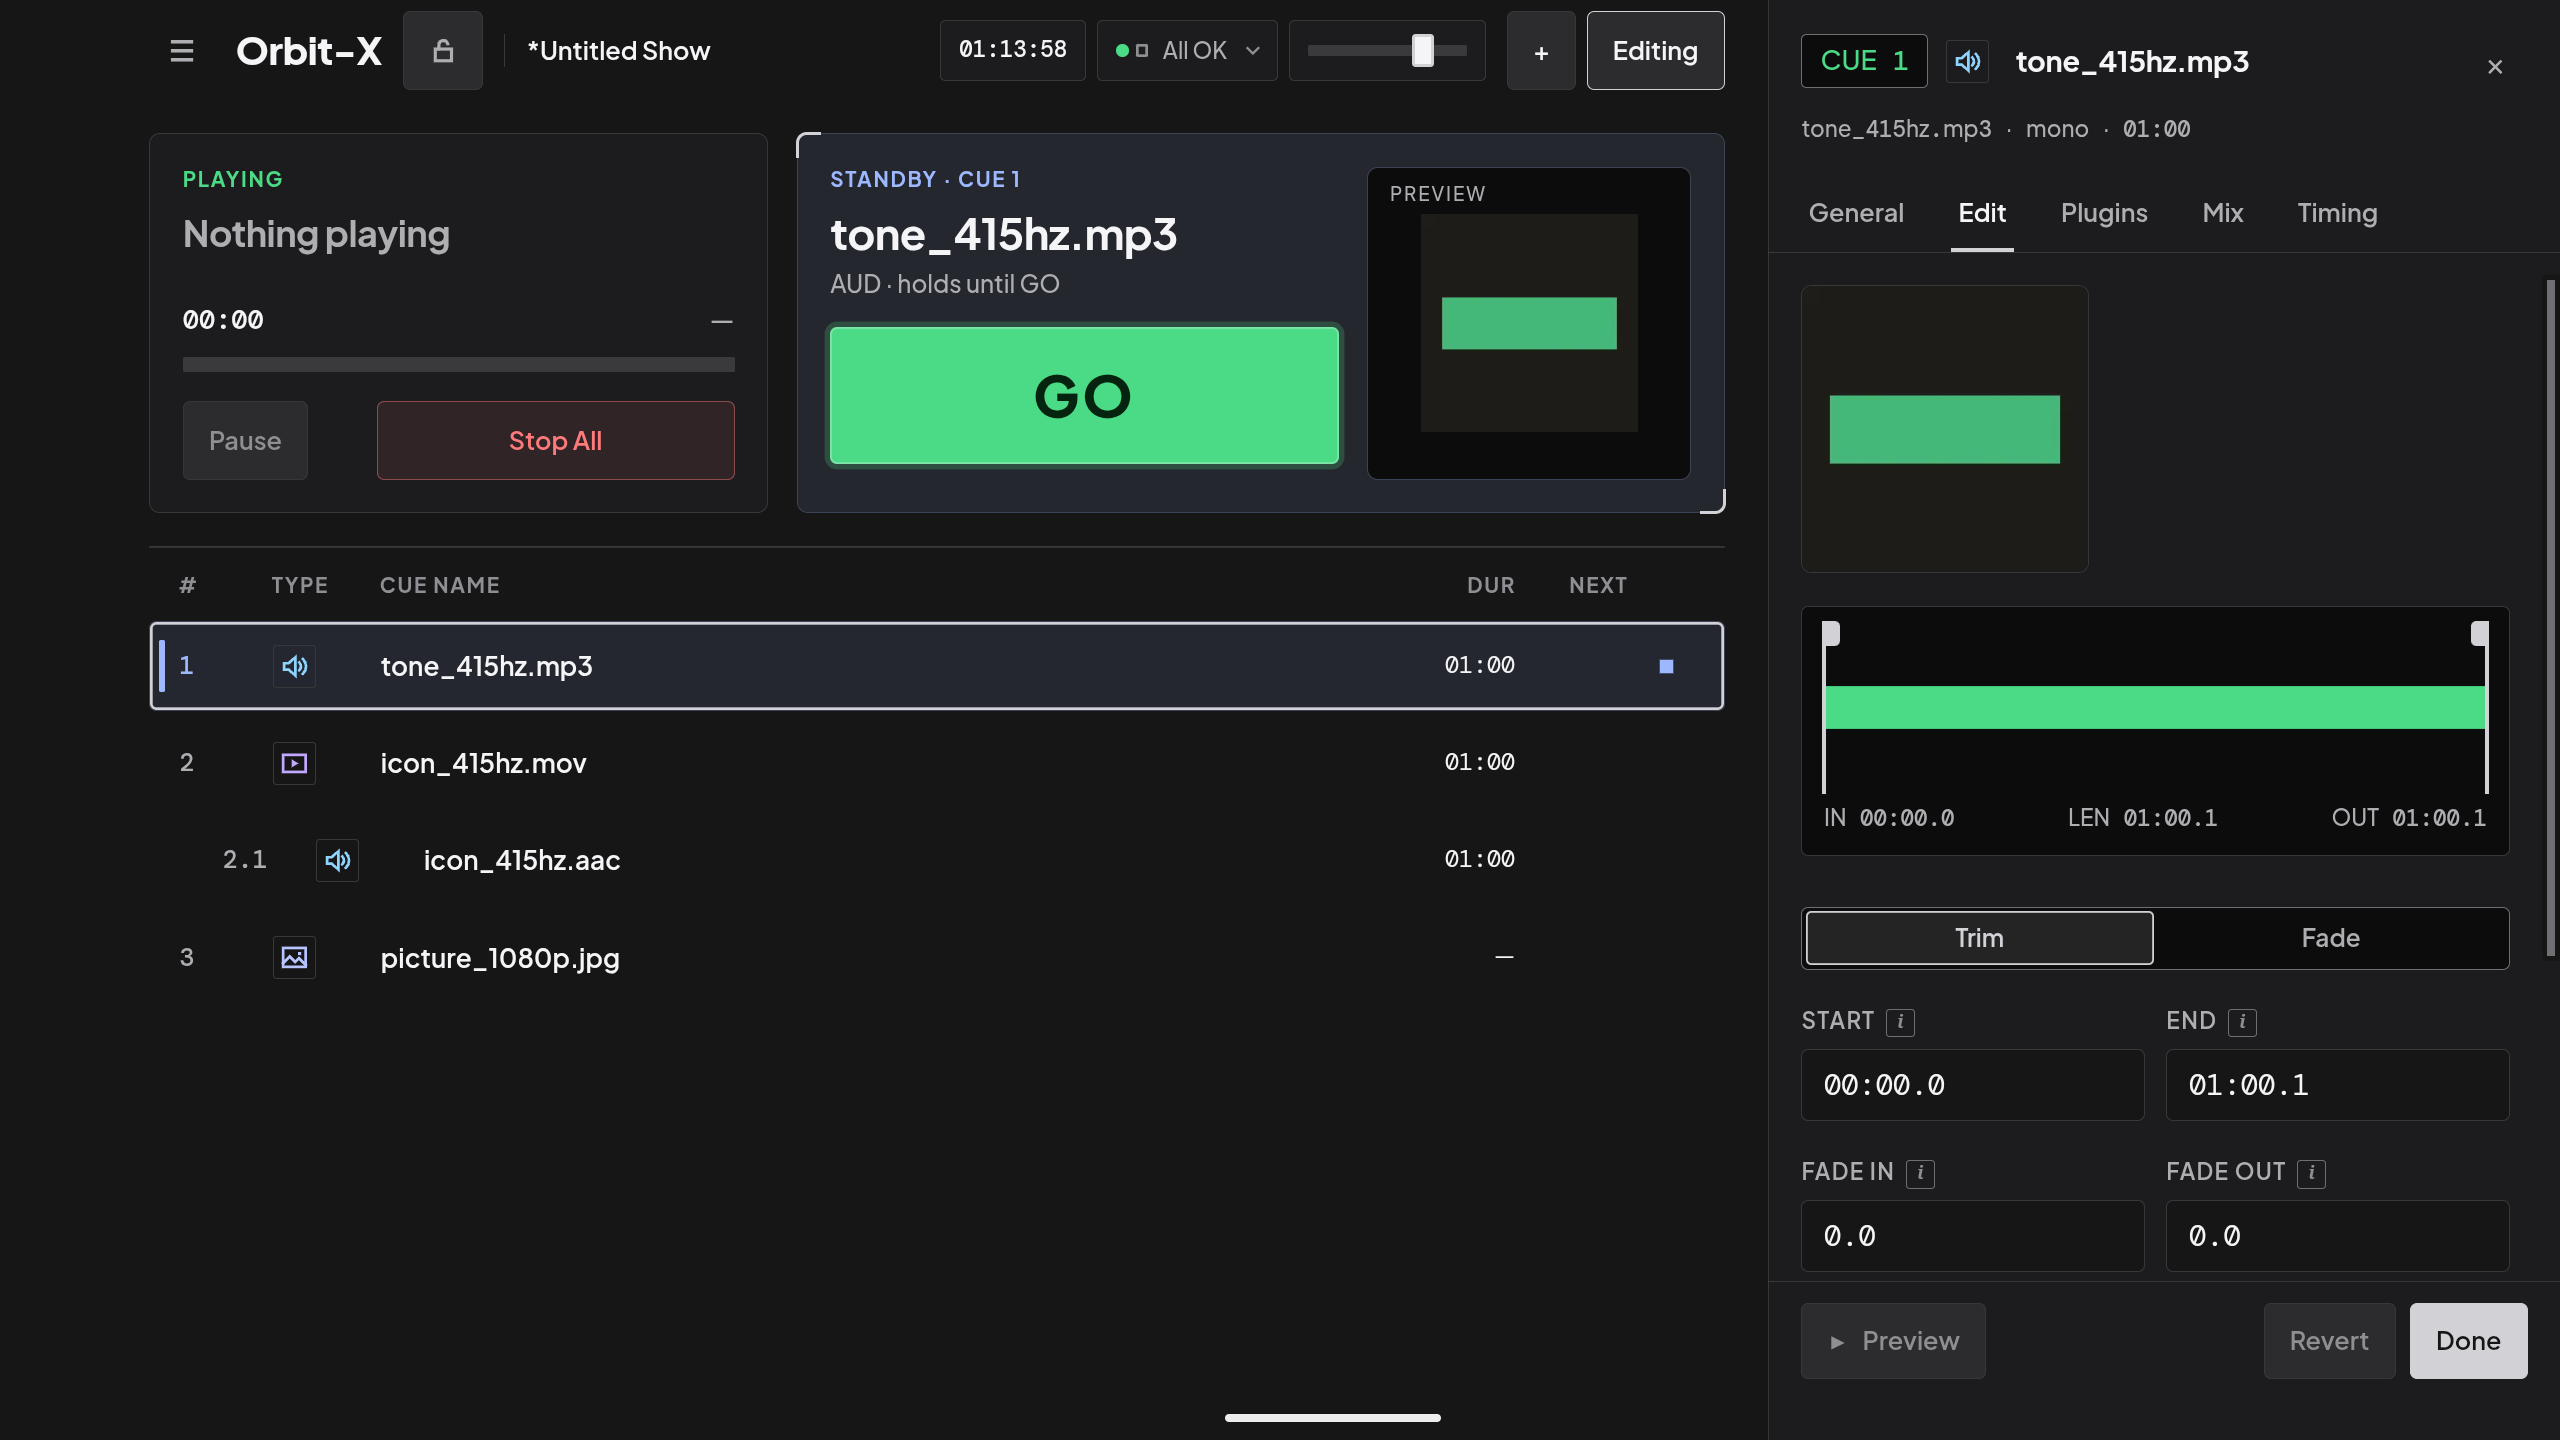 Orbit-X
*Untitled Show
01:13:58
All OK
+
Editing
PLAYING
Nothing playing
00:00
—
Pause
Stop All
STANDBY · CUE 1
tone_415hz.mp3
AUD · holds until GO
GO
PREVIEW
# TYPE CUE NAME DUR NEXT
1 tone_415hz.mp3 01:00
2 icon_415hz.mov 01:00
2.1 icon_415hz.aac 01:00
3 picture_1080p.jpg —
CUE 1 tone_415hz.mp3 ×
tone_415hz.mp3 · mono · 01:00
General Edit Plugins Mix Timing
IN 00:00.0 LEN 01:00.1 OUT 01:00.1
Trim Fade
START i END i
00:00.0 01:00.1
FADE IN i FADE OUT i
0.0 0.0
Preview Revert Done